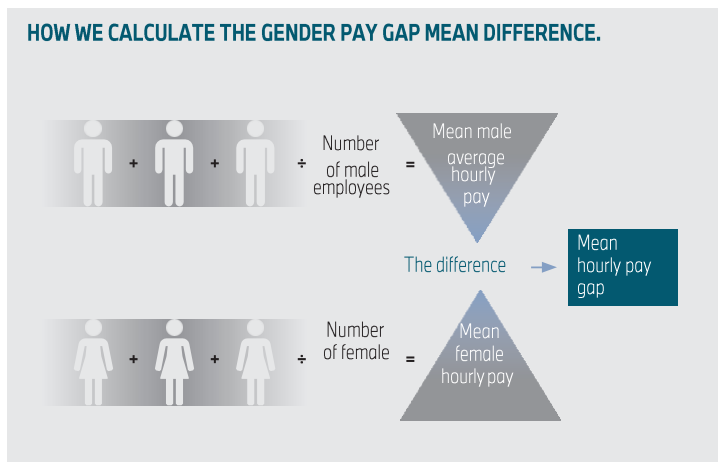 HOW WE CALCULATE THE GENDER PAY GAP MEAN DIFFERENCE.
+ + ÷
Number
of male
employees
=
Mean male
average
hourly
pay
The difference
Mean
hourly pay
gap
+ + ÷
Number
of female
=
Mean
female
hourly pay